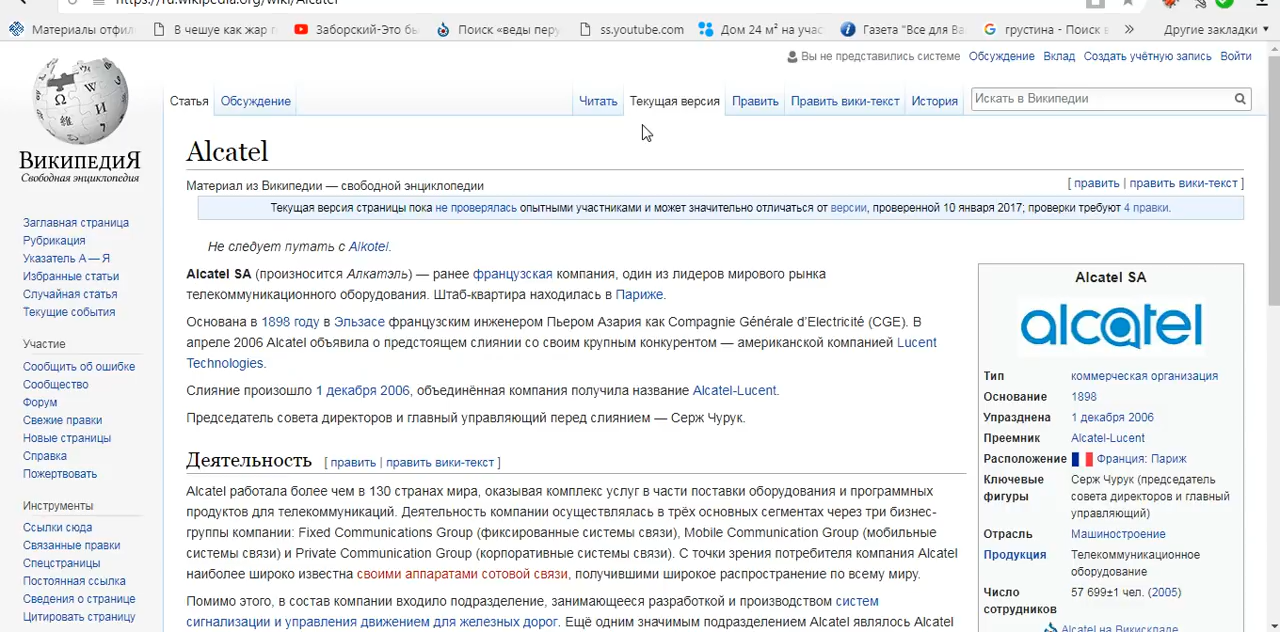 https://ru.wikipedia.org/wiki/Alcatel
Материалы отфил
В чешуе как жар г
Заборский-Это бы
Поиск «веды перу
ss.youtube.com
Дом 24 м² на учас
Газета "Все для Ва
грустина - Поиск в
»
Другие закладки
Вы не представились системе Обсуждение Вклад Создать учётную запись Войти
Статья Обсуждение Читать Текущая версия Править Править вики-текст История Искать в Википедии
ВикипедиЯ
Свободная энциклопедия
Заглавная страница
Рубрикация
Указатель А — Я
Избранные статьи
Случайная статья
Текущие события
Участие
Сообщить об ошибке
Сообщество
Форум
Свежие правки
Новые страницы
Справка
Пожертвовать
Инструменты
Ссылки сюда
Связанные правки
Спецстраницы
Постоянная ссылка
Сведения о странице
Цитировать страницу
Alcatel
Материал из Википедии — свободной энциклопедии
[ править | править вики-текст ]
Текущая версия страницы пока не проверялась опытными участниками и может значительно отличаться от версии, проверенной 10 января 2017; проверки требуют 4 правки.
Не следует путать с Alkotel.
Alcatel SA (произносится Алкатэль) — ранее французская компания, один из лидеров мирового рынка
телекоммуникационного оборудования. Штаб-квартира находилась в Париже.
Основана в 1898 году в Эльзасе французским инженером Пьером Азария как Compagnie Générale d'Electricité (CGE). В
апреле 2006 Alcatel объявила о предстоящем слиянии со своим крупным конкурентом — американской компанией Lucent
Technologies.
Слияние произошло 1 декабря 2006, объединённая компания получила название Alcatel-Lucent.
Председатель совета директоров и главный управляющий перед слиянием — Серж Чурук.
Деятельность [ править | править вики-текст ]
Alcatel работала более чем в 130 странах мира, оказывая комплекс услуг в части поставки оборудования и программных
продуктов для телекоммуникаций. Деятельность компании осуществлялась в трёх основных сегментах через три бизнес-
группы компании: Fixed Communications Group (фиксированные системы связи), Mobile Communication Group (мобильные
системы связи) и Private Communication Group (корпоративные системы связи). С точки зрения потребителя компания Alcatel
наиболее широко известна своими аппаратами сотовой связи, получившими широкое распространение по всему миру.
Помимо этого, в состав компании входило подразделение, занимающееся разработкой и производством систем
сигнализации и управления движением для железных дорог. Ещё одним значимым подразделением Alcatel являлось Alcatel
Alcatel SA
alcatel
Тип коммерческая организация
Основание 1898
Упразднена 1 декабря 2006
Преемник Alcatel-Lucent
Расположение Франция: Париж
Ключевые фигуры Серж Чурук (председатель
совета директоров и главный
управляющий)
Отрасль Машиностроение
Продукция Телекоммуникационное
оборудование
Число сотрудников 57 699±1 чел. (2005)
Alcatel на Викискладе